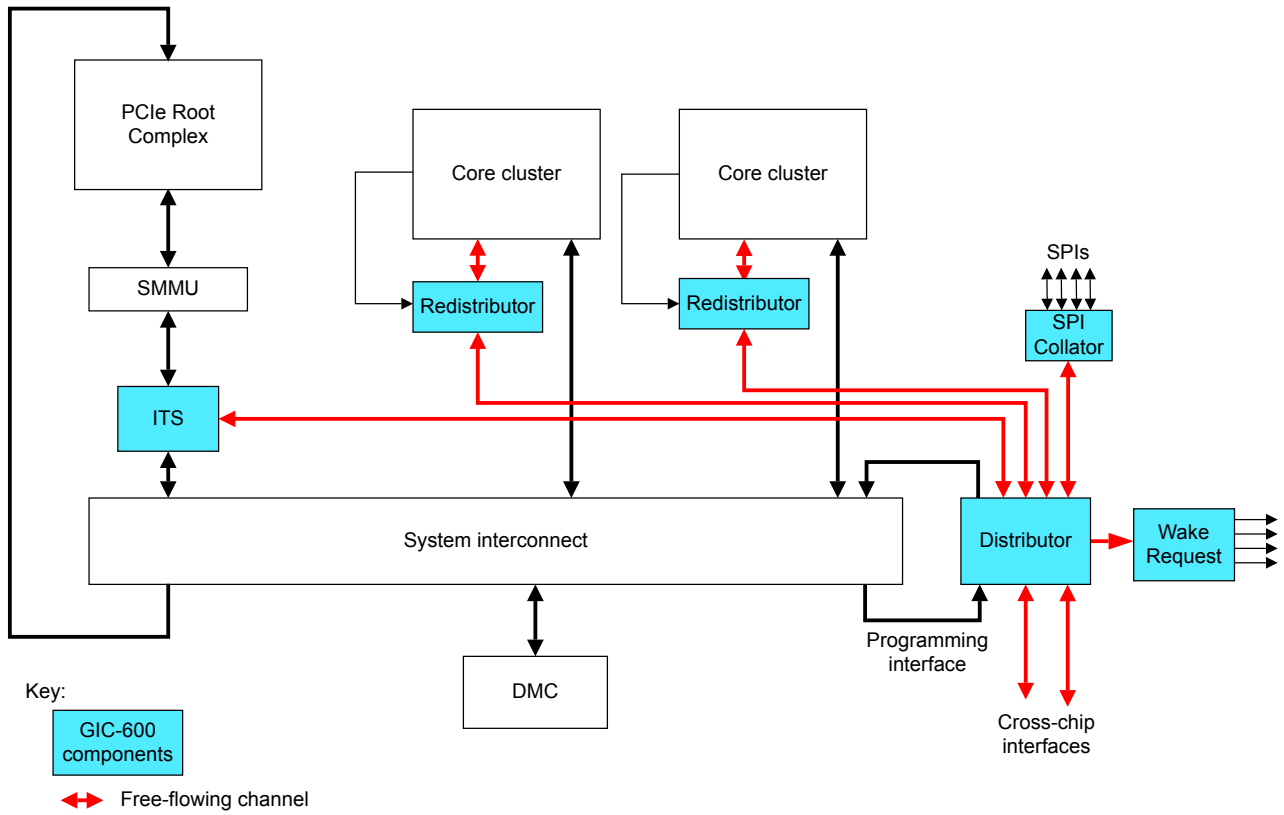 PCIe Root
Complex
Core cluster
Core cluster
SMMU
Redistributor
Redistributor
SPIs
SPI
Collator
ITS
System interconnect
Distributor
Wake
Request
Programming
interface
DMC
Cross-chip
interfaces
Key:
GIC-600
components
Free-flowing channel